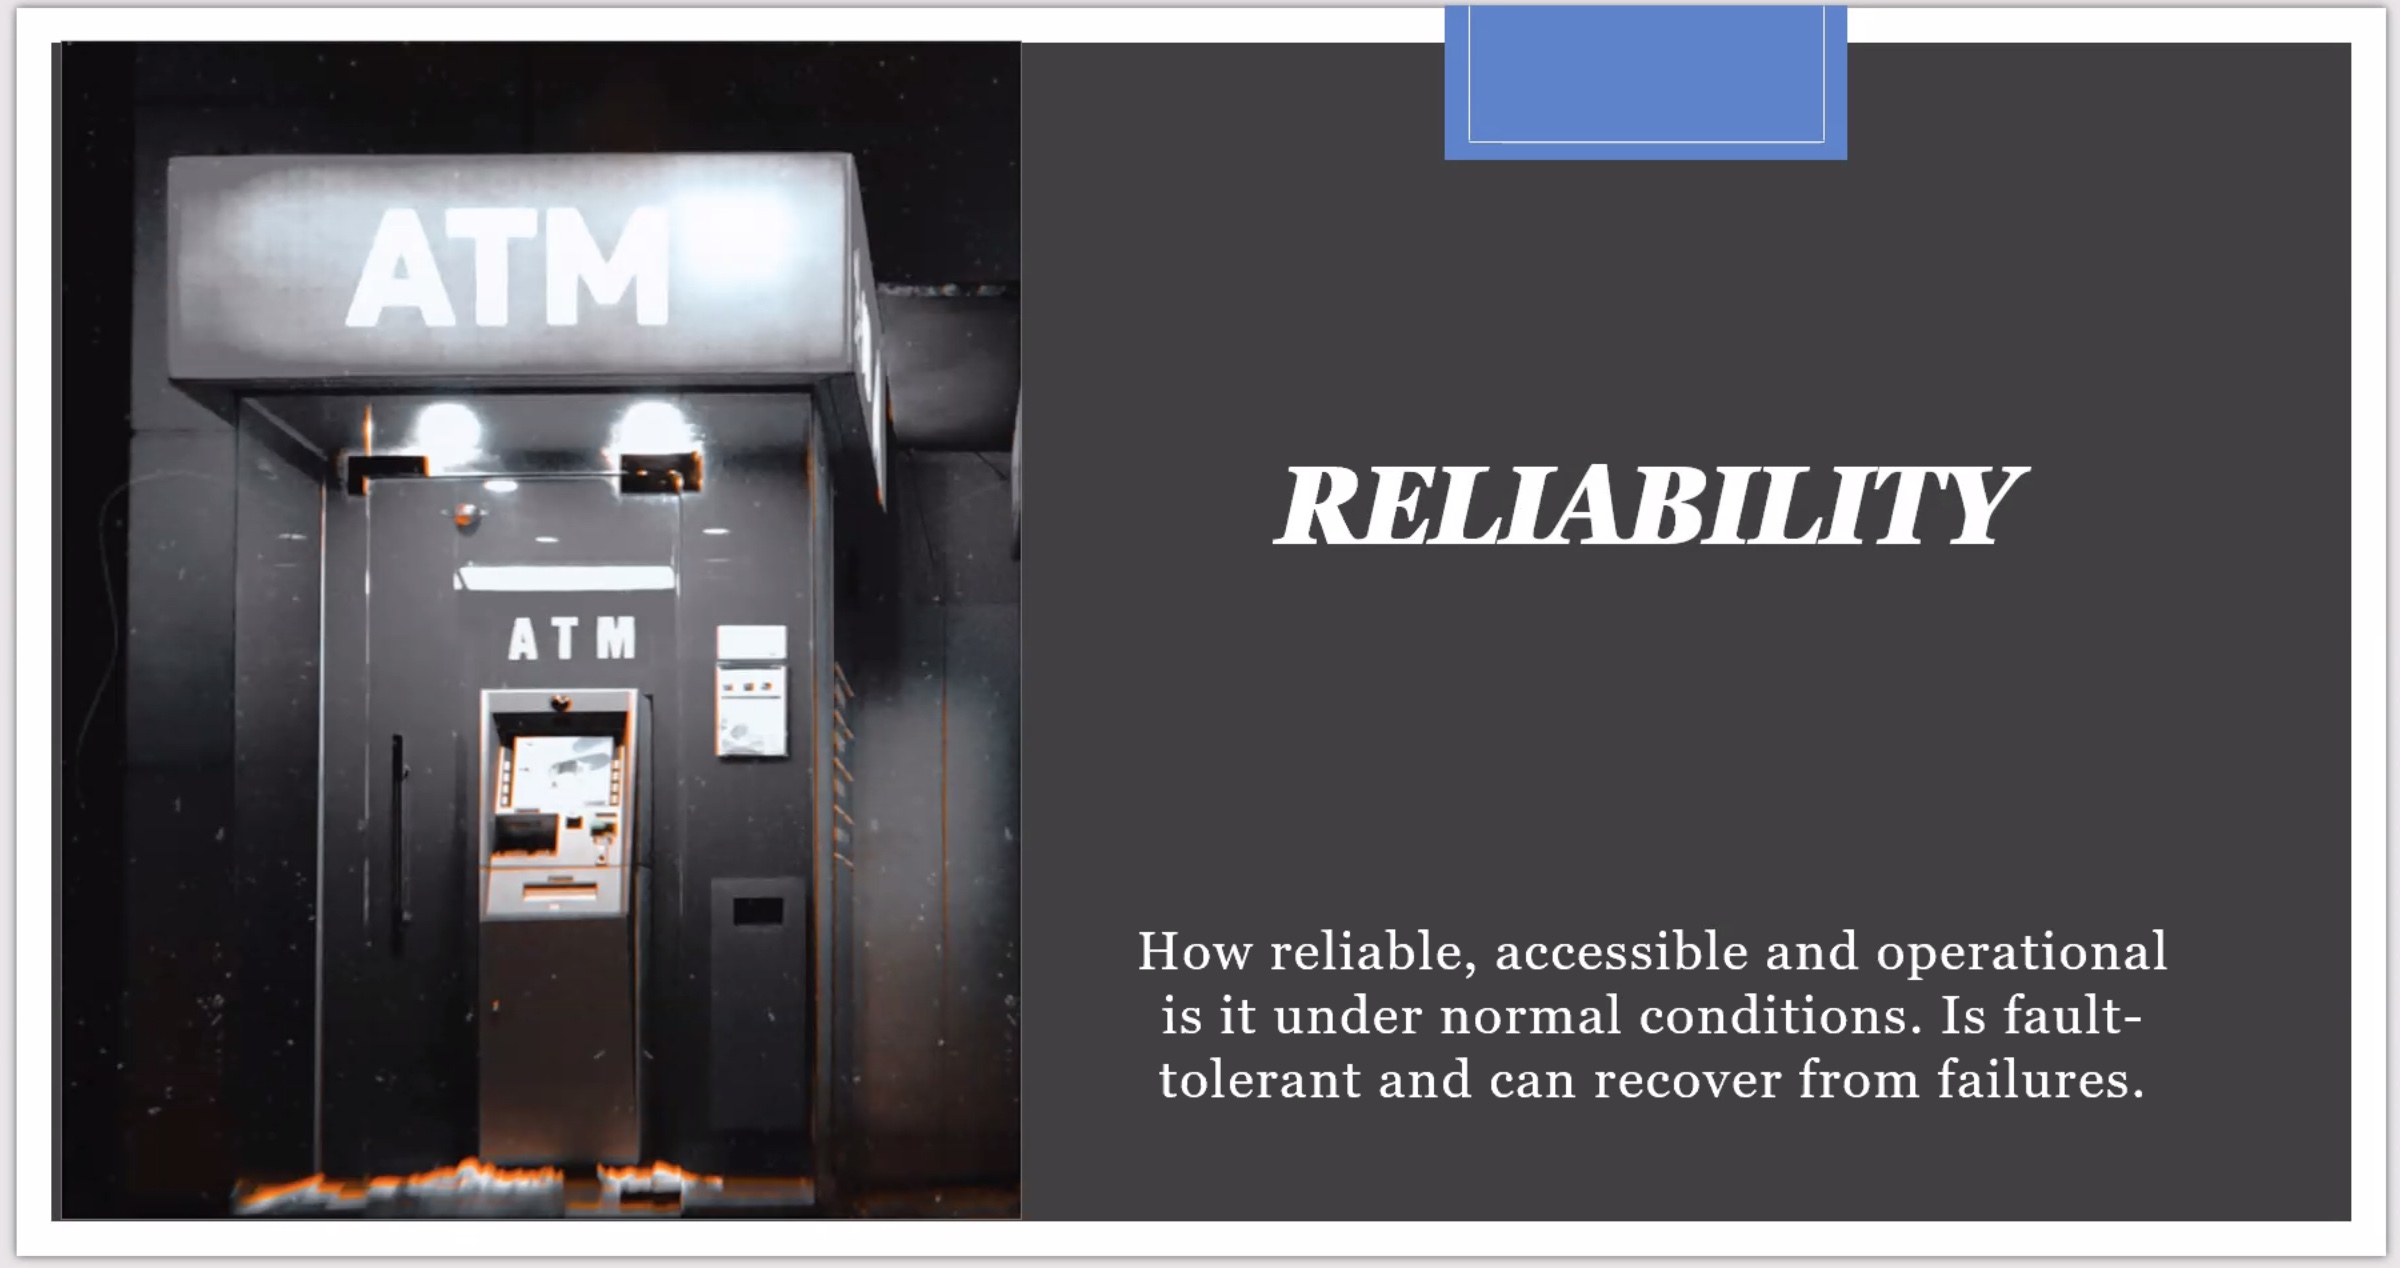 ATM
ATM
RELIABILITY
How reliable, accessible and operational
is it under normal conditions. Is fault-
tolerant and can recover from failures.